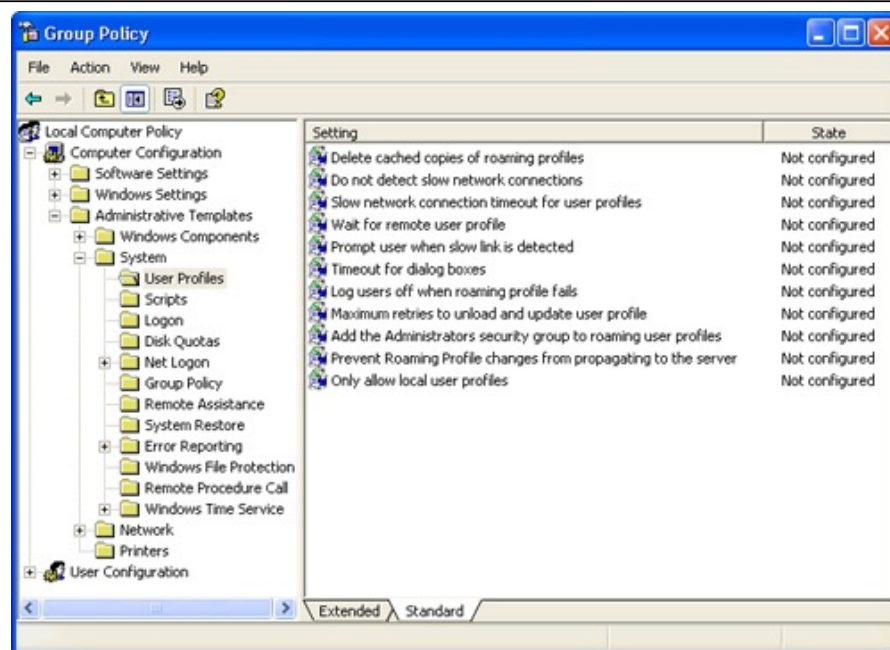 Group Policy
File Action View Help
Local Computer Policy
Computer Configuration
Software Settings
Windows Settings
Administrative Templates
Windows Components
System
User Profiles
Scripts
Logon
Disk Quotas
Net Logon
Group Policy
Remote Assistance
System Restore
Error Reporting
Windows File Protection
Remote Procedure Call
Windows Time Service
Network
Printers
User Configuration
Setting State
Delete cached copies of roaming profiles Not configured
Do not detect slow network connections Not configured
Slow network connection timeout for user profiles Not configured
Wait for remote user profile Not configured
Prompt user when slow link is detected Not configured
Timeout for dialog boxes Not configured
Log users off when roaming profile fails Not configured
Maximum retries to unload and update user profile Not configured
Add the Administrators security group to roaming user profiles Not configured
Prevent Roaming Profile changes from propagating to the server Not configured
Only allow local user profiles Not configured
Extended Standard